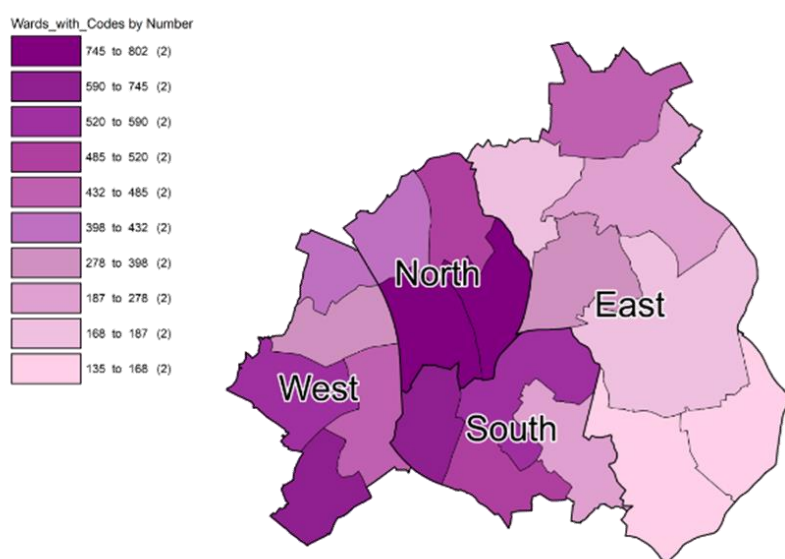 Wards_with_Codes by Number
745 to 802 (2)
590 to 745 (2)
520 to 590 (2)
485 to 520 (2)
432 to 485 (2)
398 to 432 (2)
278 to 398 (2)
187 to 278 (2)
168 to 187 (2)
135 to 168 (2)
North
East
West
South